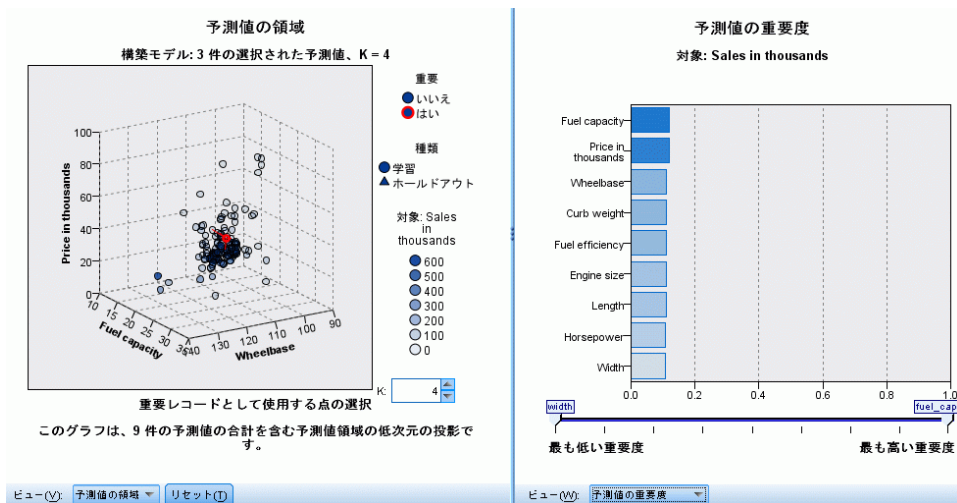 予測値の領域
構築モデル: 3 件の選択された予測値、K = 4
重要
いいえ
はい
種類
学習
ホールドアウト
対象: Sales
in
thousands
600
500
400
300
200
100
0
Price in thousands
100
80
60
40
20
0
10
15
20
25
30
35
Fuel capacity
140
130
120
110
100
90
Wheelbase
K: 4
重要レコードとして使用する点の選択
このグラフは、9 件の予測値の合計を含む予測値領域の低次元の投影で
す。
ビュー(V): 予測値の領域 リセット(T)
予測値の重要度
対象: Sales in thousands
Fuel capacity
Price in
thousands
Wheelbase
Curb weight
Fuel efficiency
Engine size
Length
Horsepower
Width
0.0 0.2 0.4 0.6 0.8 1.0
width fuel_cap
最も低い重要度 最も高い重要度
ビュー(W): 予測値の重要度